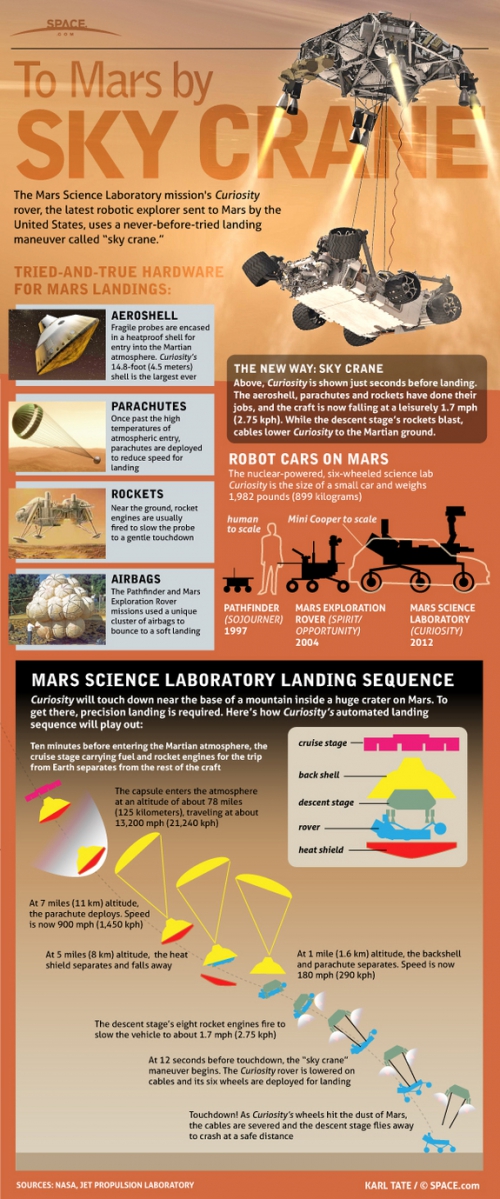 SPACE
.COM
To Mars by
SKY CRANE
The Mars Science Laboratory mission's Curiosity
rover, the latest robotic explorer sent to Mars by the
United States, uses a never-before-tried landing
maneuver called "sky crane."
TRIED-AND-TRUE HARDWARE
FOR MARS LANDINGS:
AEROSHELL
Fragile probes are encased
in a heatproof shell for
entry into the Martian
atmosphere. Curiosity's
14.8-foot (4.5 meters)
shell is the largest ever
PARACHUTES
Once past the high
temperatures of
atmospheric entry,
parachutes are deployed
to reduce speed for
landing
ROCKETS
Near the ground, rocket
engines are usually
fired to slow the probe
to a gentle touchdown
AIRBAGS
The Pathfinder and Mars
Exploration Rover
missions used a unique
cluster of airbags to
bounce to a soft landing
THE NEW WAY: SKY CRANE
Above, Curiosity is shown just seconds before landing.
The aeroshell, parachutes and rockets have done their
jobs, and the craft is now falling at a leisurely 1.7 mph
(2.75 kph). While the descent stage's rockets blast,
cables lower Curiosity to the Martian ground.
ROBOT CARS ON MARS
The nuclear-powered, six-wheeled science lab
Curiosity is the size of a small car and weighs
1,982 pounds (899 kilograms)
human
to scale
Mini Cooper to scale
PATHFINDER
(SOJOURNER)
1997
MARS EXPLORATION
ROVER (SPIRIT/
OPPORTUNITY)
2004
MARS SCIENCE
LABORATORY
(CURIOSITY)
2012
MARS SCIENCE LABORATORY LANDING SEQUENCE
Curiosity will touch down near the base of a mountain inside a huge crater on Mars. To
get there, precision landing is required. Here's how Curiosity's automated landing
sequence will play out:
Ten minutes before entering the Martian atmosphere, the
cruise stage carrying fuel and rocket engines for the trip
from Earth separates from the rest of the craft
cruise stage
back shell
descent stage
rover
heat shield
The capsule enters the atmosphere
at an altitude of about 78 miles
(125 kilometers), traveling at about
13,200 mph (21,240 kph)
At 7 miles (11 km) altitude,
the parachute deploys. Speed
is now 900 mph (1,450 kph)
At 5 miles (8 km) altitude, the heat
shield separates and falls away
At 1 mile (1.6 km) altitude, the backshell
and parachute separates. Speed is now
180 mph (290 kph)
The descent stage's eight rocket engines fire to
slow the vehicle to about 1.7 mph (2.75 kph)
At 12 seconds before touchdown, the "sky crane"
maneuver begins. The Curiosity rover is lowered on
cables and its six wheels are deployed for landing
Touchdown! As Curiosity's wheels hit the dust of Mars,
the cables are severed and the descent stage flies away
to crash at a safe distance
SOURCES: NASA, JET PROPULSION LABORATORY
KARL TATE / © SPACE.com